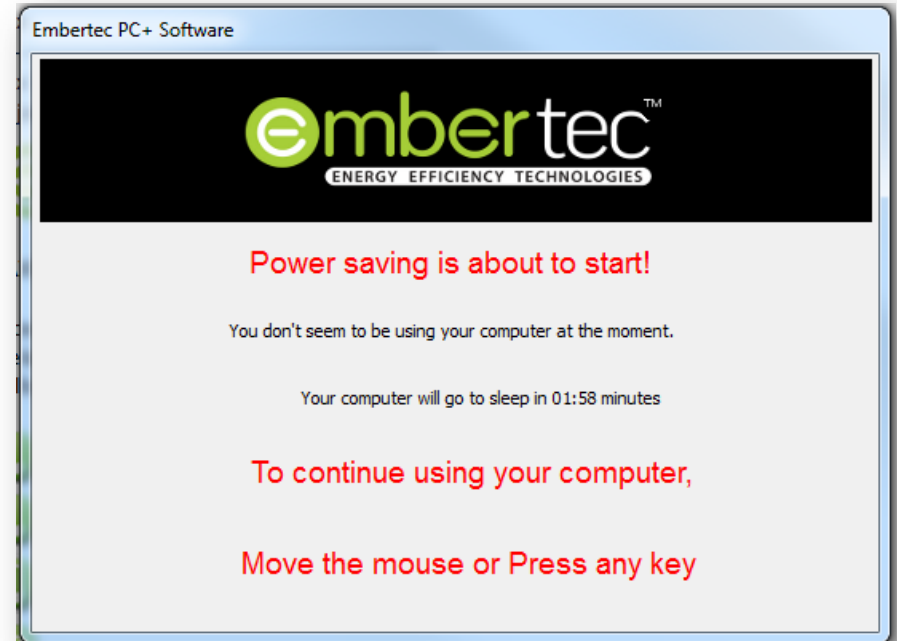 Embertec PC+ Software
embertec™
ENERGY EFFICIENCY TECHNOLOGIES
Power saving is about to start!
You don't seem to be using your computer at the moment.
Your computer will go to sleep in 01:58 minutes
To continue using your computer,
Move the mouse or Press any key